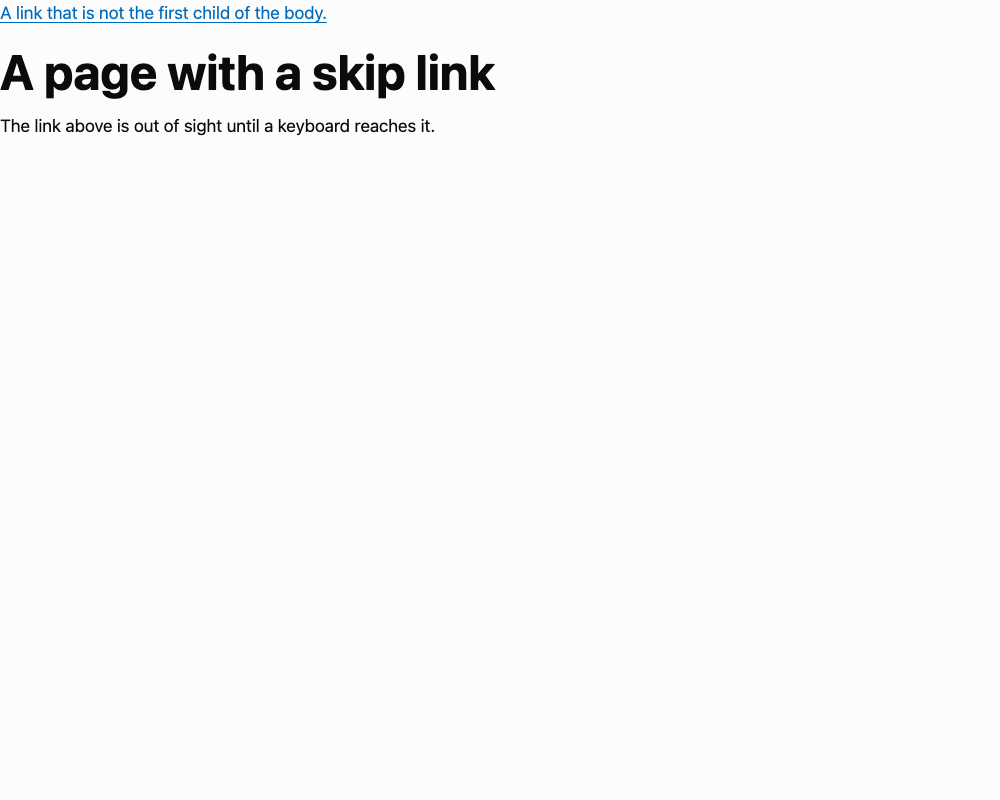 A link that is not the first child of the body.
A page with a skip link
The link above is out of sight until a keyboard reaches it.